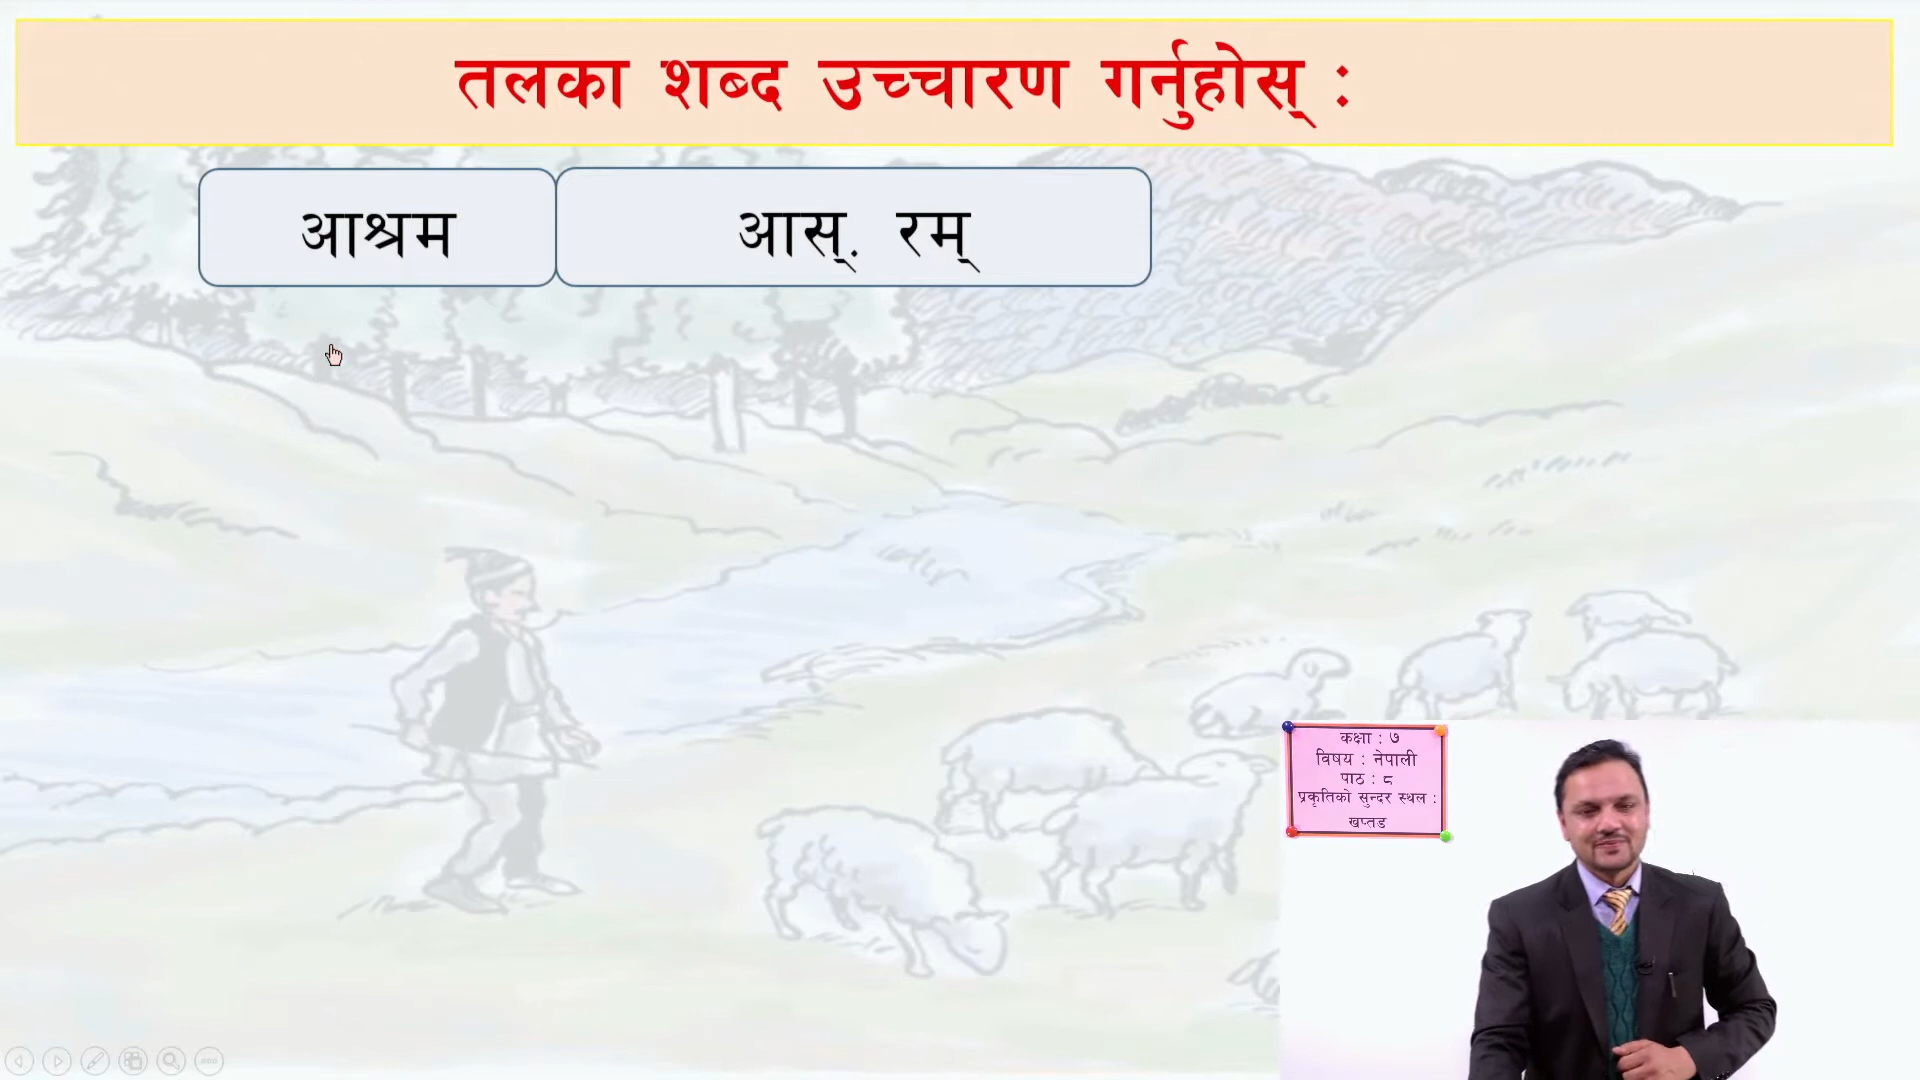 तलका शब्द उच्चारण गर्नुहोस् :
आश्रम
आस्. रम्
कक्षा : ७
विषय : नेपाली
पाठ : ८
प्रकृतिको सुन्दर स्थल :
खप्तड